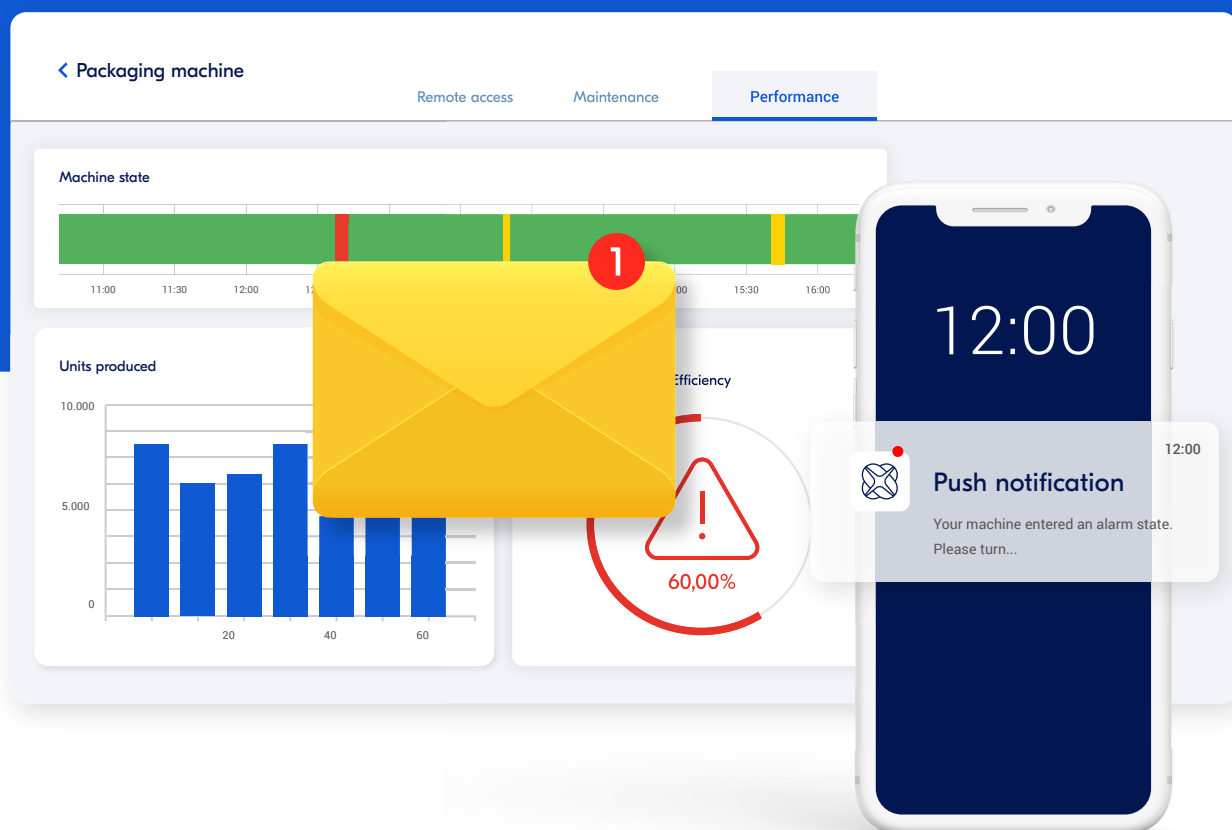 Packaging machine
Remote access
Maintenance
Performance
Machine state
11:00
11:30
12:00
15:30
16:00
1
Units produced
10.000
5.000
0
20
40
60
Efficiency
60,00%
12:00
12:00
Push notification
Your machine entered an alarm state.
Please turn...